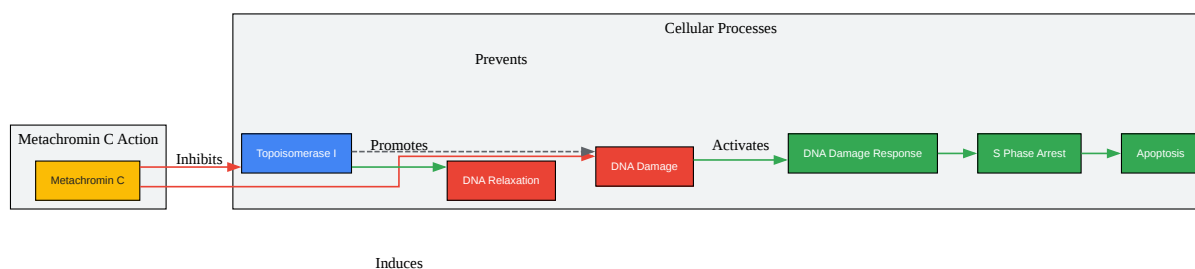 Cellular Processes
Prevents
Metachromin C Action
Inhibits
Topoisomerase I
Promotes
Activates
DNA Damage Response
S Phase Arrest
Apoptosis
DNA Damage
Metachromin C
DNA Relaxation
Induces